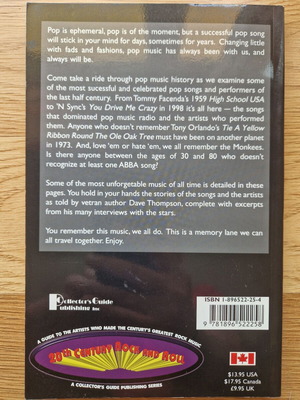 Pop is ephemeral, pop is of the moment, but a successful pop song
will stick in your mind for days, sometimes for years. Changing little
with fads and fashions, pop music has always been with us, and
always will be.
Come take a ride through pop music history as we examine some
of the most sucessful and celebrated pop songs and performers of
the last half century. From Tommy Facenda's 1959 High School USA
to 'N Sync's You Drive Me Crazy in 1998 it's all here — the songs
that dominated pop music radio and the artists who performed
them. Anyone who doesn't remember Tony Orlando's Tie A Yellow
Ribbon Round The Ole Oak Tree must have been on another planet
in 1973. And, love 'em or hate 'em, we all remember the Monkees.
Is there anyone between the ages of 30 and 80 who doesn't
recognize at least one ABBA song?
Some of the most unforgetable music of all time is detailed in these
pages. You hold in your hands the stories of the songs and the artists
as told by vetran author Dave Thompson, complete with excerpts
from his many interviews with the stars.
You remember this music, we all do. This is a memory lane we can
all travel together. Enjoy.
Collector's Guide
Publishing Inc
ISBN 1-896522-25-4
9 781896 522258
A GUIDE TO THE ARTISTS WHO MADE THE CENTURY'S GREATEST ROCK MUSIC
20TH CENTURY ROCK AND ROLL
A COLLECTOR'S GUIDE PUBLISHING SERIES
$13.95 USA
$17.95 Canada
£9.95 UK